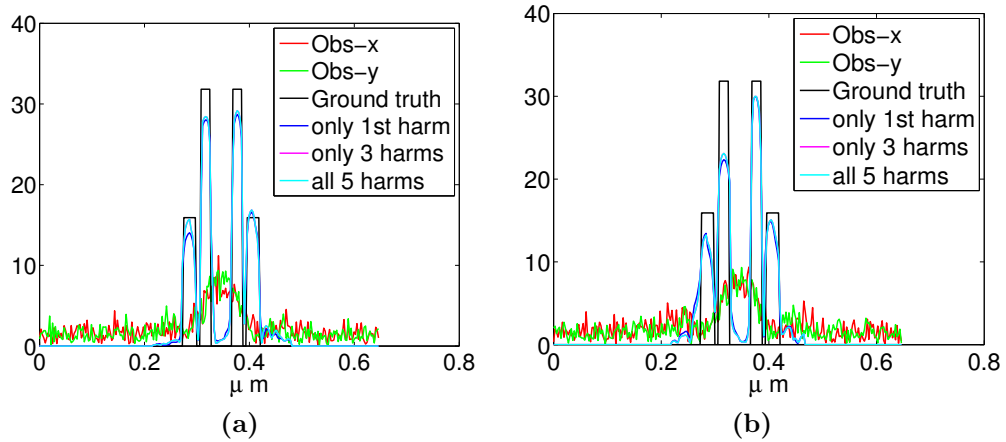 40
30
20
10
0
0
0.2
0.4
0.6
0.8
μ m
Obs-x
Obs-y
Ground truth
only 1st harm
only 3 harms
all 5 harms
(a)
40
30
20
10
0
0
0.2
0.4
0.6
0.8
μ m
Obs-x
Obs-y
Ground truth
only 1st harm
only 3 harms
all 5 harms
(b)